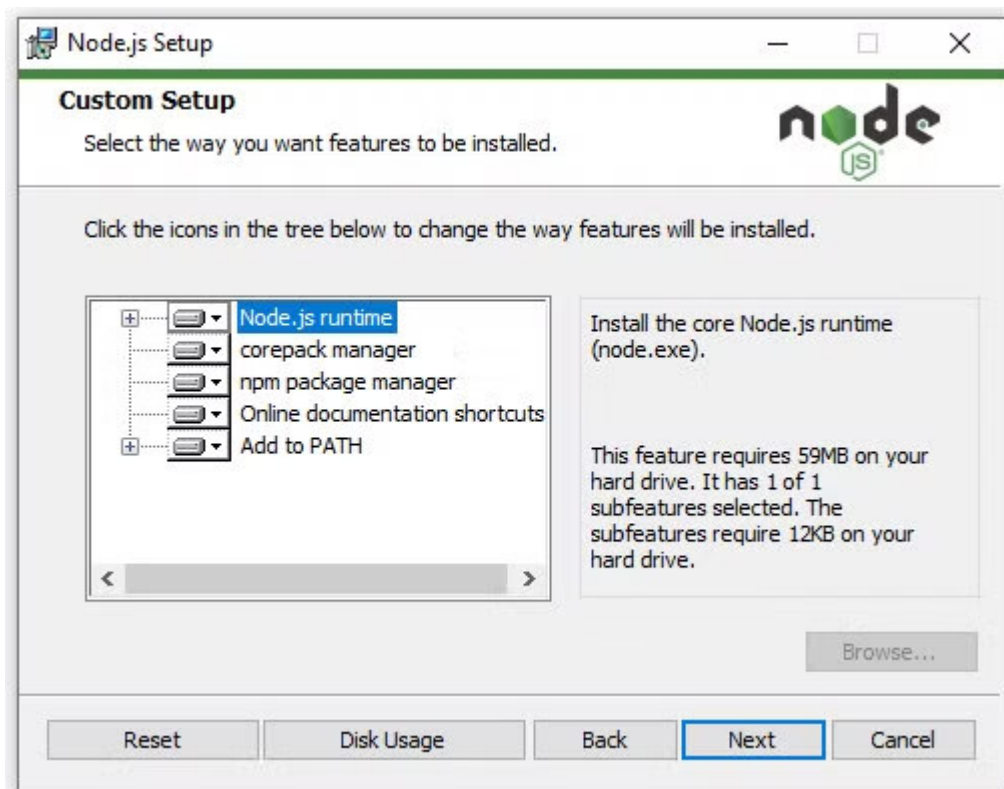 Node.js Setup
Custom Setup
Select the way you want features to be installed.
node
JS
Click the icons in the tree below to change the way features will be installed.
Node.js runtime
corepack manager
npm package manager
Online documentation shortcuts
Add to PATH
Install the core Node.js runtime
(node.exe).
This feature requires 59MB on your
hard drive. It has 1 of 1
subfeatures selected. The
subfeatures require 12KB on your
hard drive.
Browse...
Reset
Disk Usage
Back
Next
Cancel